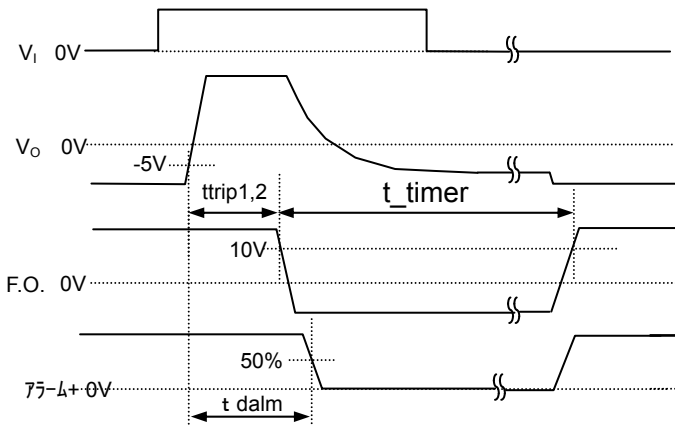 VI 0V
VO 0V
-5V
ttrip1,2
t_timer
10V
F.O. 0V
50%
ｱﾗｰﾑ+ 0V
t dalm